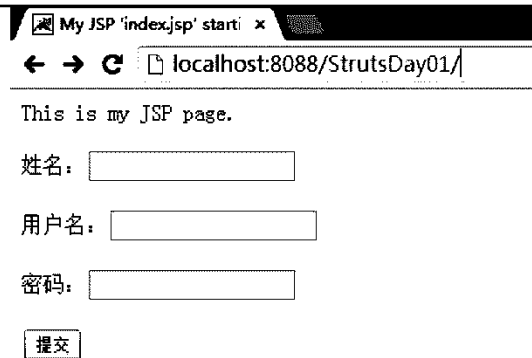 My JSP 'index.jsp' starti ×
localhost:8088/StrutsDay01/
This is my JSP page.
姓名：
用户名：
密码：
提交